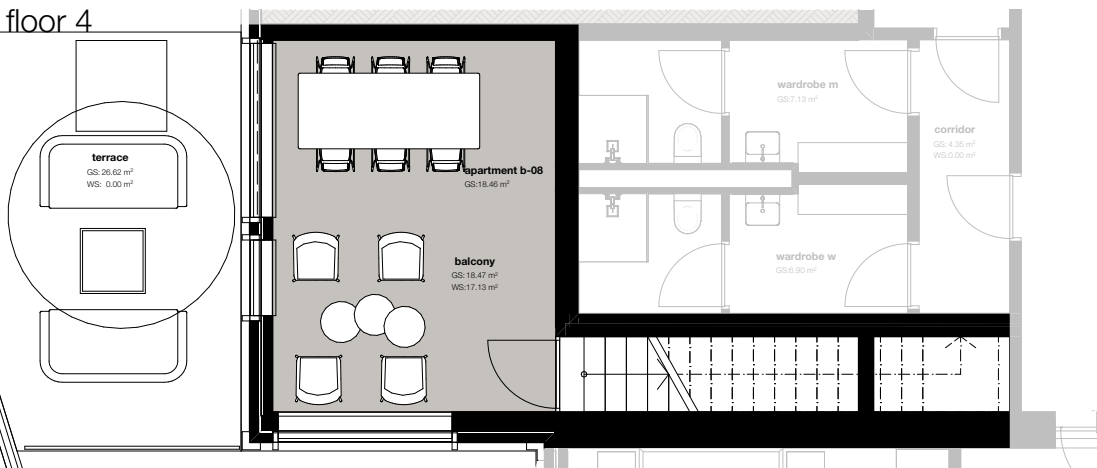 floor 4
terrace
GS: 26.62 m²
WS: 0.00 m²
apartment b-08
GS:18.46 m²
balcony
GS:18.47 m²
WS:17.13 m²
wardrobe m
GS:7.13 m²
corridor
GS: 4.35 m²
WS:0.00 m²
wardrobe w
GS:6.90 m²